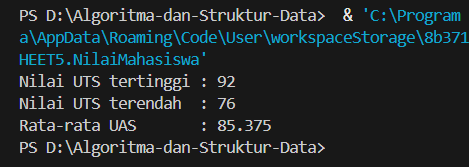 PS D:\Algoritma-dan-Struktur-Data>  & 'C:\Program
a\AppData\Roaming\Code\User\workspaceStorage\8b371
HEET5.NilaiMahasiswa'
Nilai UTS tertinggi : 92
Nilai UTS terendah  : 76
Rata-rata UAS       : 85.375
PS D:\Algoritma-dan-Struktur-Data>